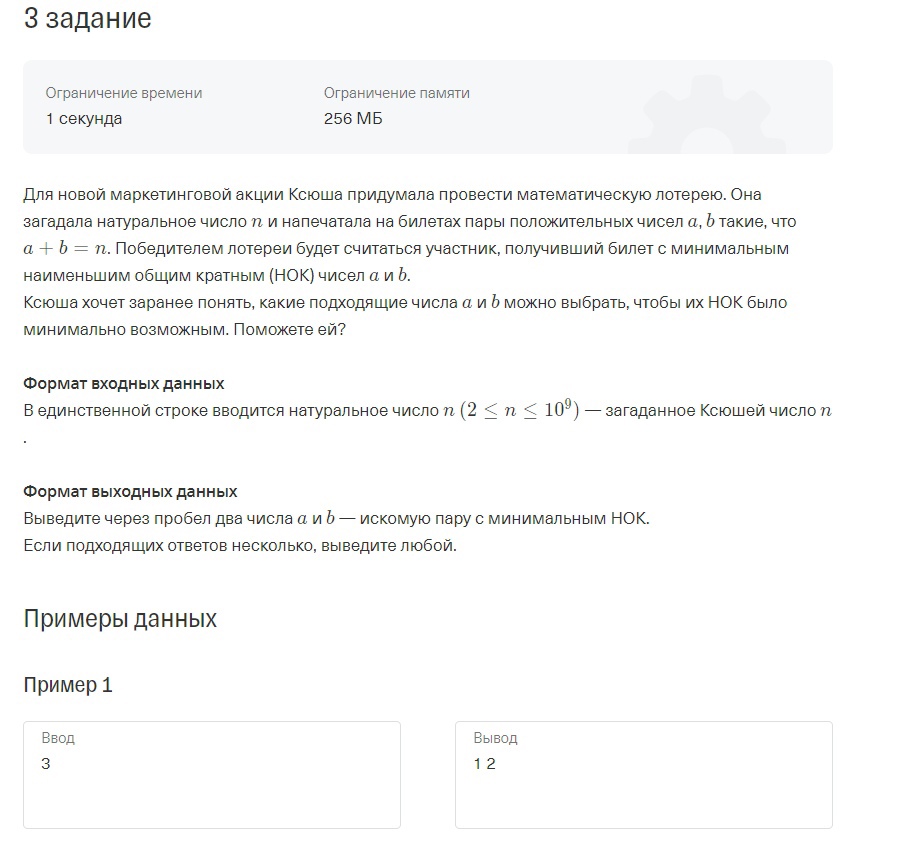 3 задание
Ограничение времени
Ограничение памяти
1 секунда
256 МБ
Для новой маркетинговой акции Ксюша придумала провести математическую лотерею. Она
загадала натуральное число n и напечатала на билетах пары положительных чисел a, b такие, что
a + b = n. Победителем лотереи будет считаться участник, получивший билет с минимальным
наименьшим общим кратным (НОК) чисел a и b.
Ксюша хочет заранее понять, какие подходящие числа a и b можно выбрать, чтобы их НОК было
минимально возможным. Поможете ей?
Формат входных данных
В единственной строке вводится натуральное число n (2 ≤ n ≤ 10⁹) — загаданное Ксюшей число n
.
Формат выходных данных
Выведите через пробел два числа a и b — искомую пару с минимальным НОК.
Если подходящих ответов несколько, выведите любой.
Примеры данных
Пример 1
Ввод
3
Вывод
1 2